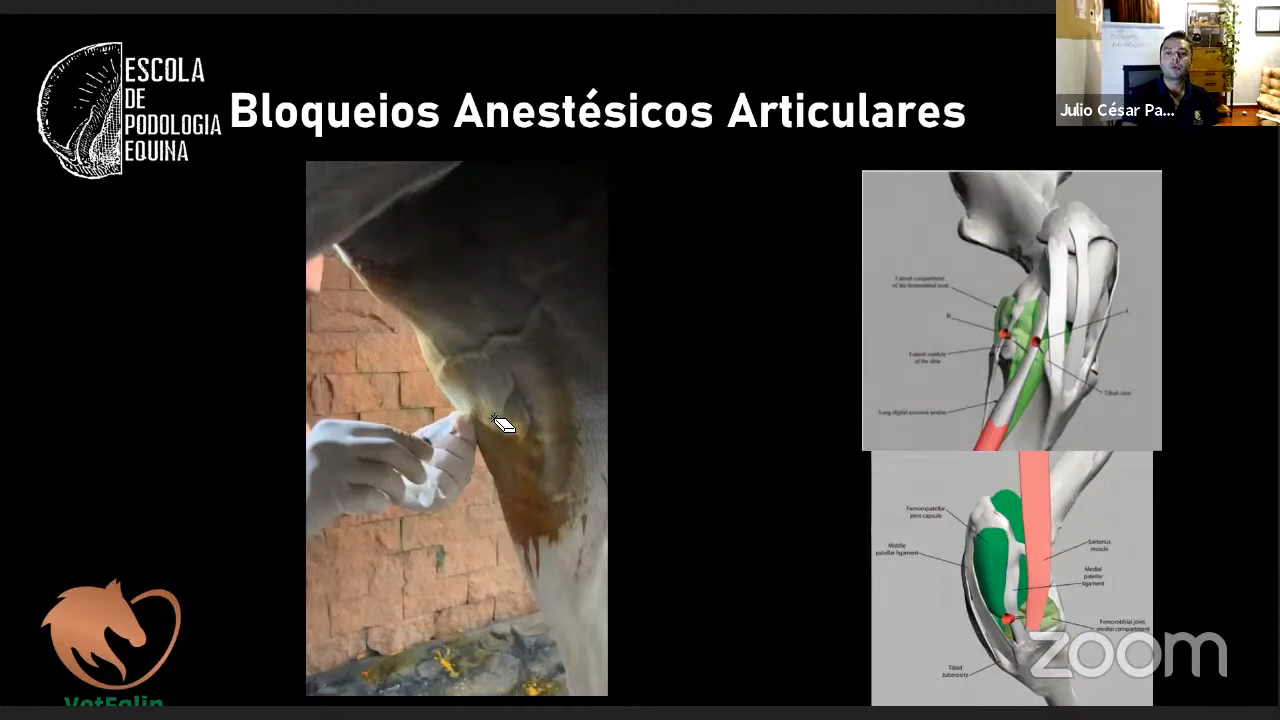 ESCOLA
DE
PODOLOGIA
EQUINA
Bloqueios Anestésicos Articulares
Julio César Pa...
Lateral compartment
of the femorotibial joint
Lateral condyle
of the tibia
Long digital extensor tendon
Femoropatellar
joint capsule
Middle
patellar ligament
Sartorius
muscle
Medial
patellar
ligament
Femorotibial joint,
medial compartment
Tibial
tuberosity
zoom